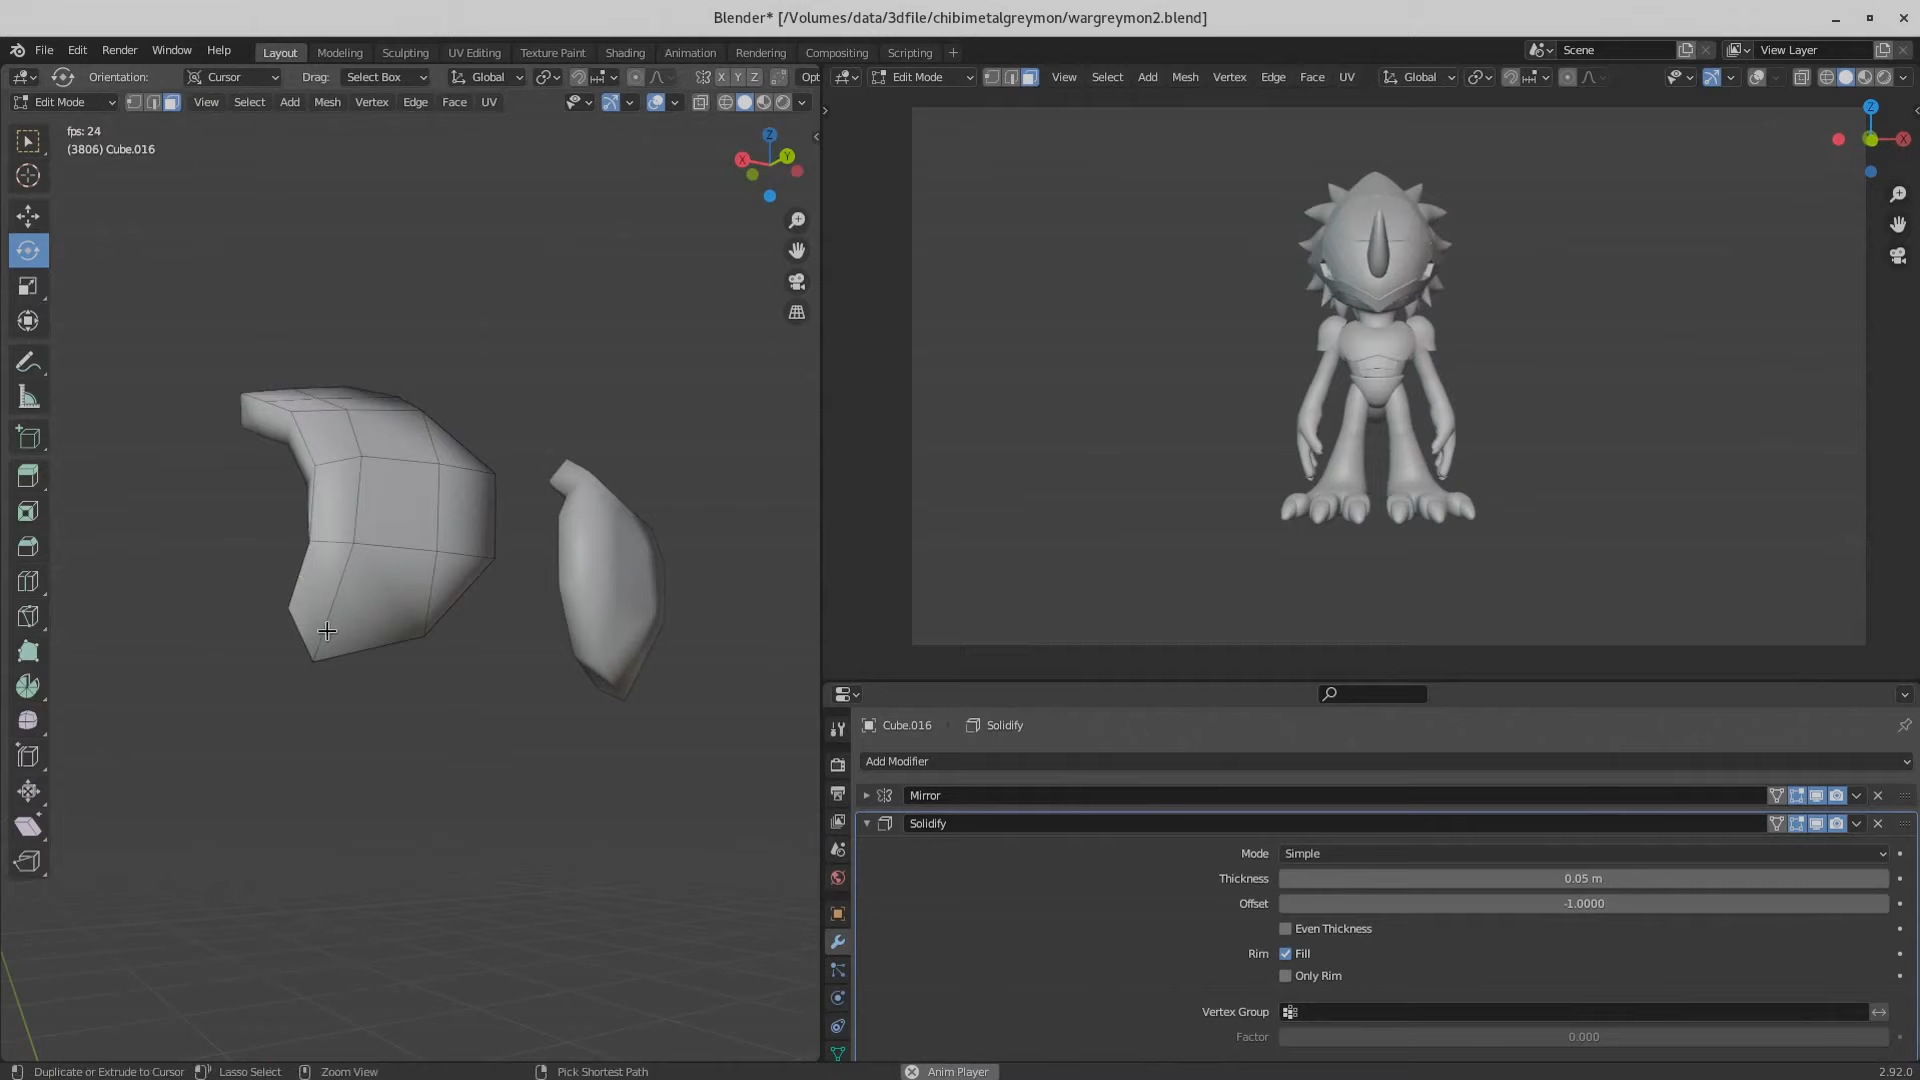 Blender* [/Volumes/data/3dfile/chibimetalgreymon/wargreymon2.blend]
File Edit Render Window Help Layout Modeling Sculpting UV Editing Texture Paint Shading Animation Rendering Compositing Scripting + Scene View Layer
Orientation: Cursor Drag: Select Box Global X Y Z Opt
Edit Mode View Select Add Mesh Vertex Edge Face UV Global
Edit Mode View Select Add Mesh Vertex Edge Face UV
fps: 24
(3806) Cube.016
Z
X Y
Z
X
Cube.016 Solidify
Add Modifier
Mirror
Solidify
Mode Simple
Thickness 0.05 m
Offset -1.0000
Even Thickness
Rim Fill
Only Rim
Vertex Group
Factor 0.000
Duplicate or Extrude to Cursor Lasso Select Zoom View Pick Shortest Path Anim Player 2.92.0